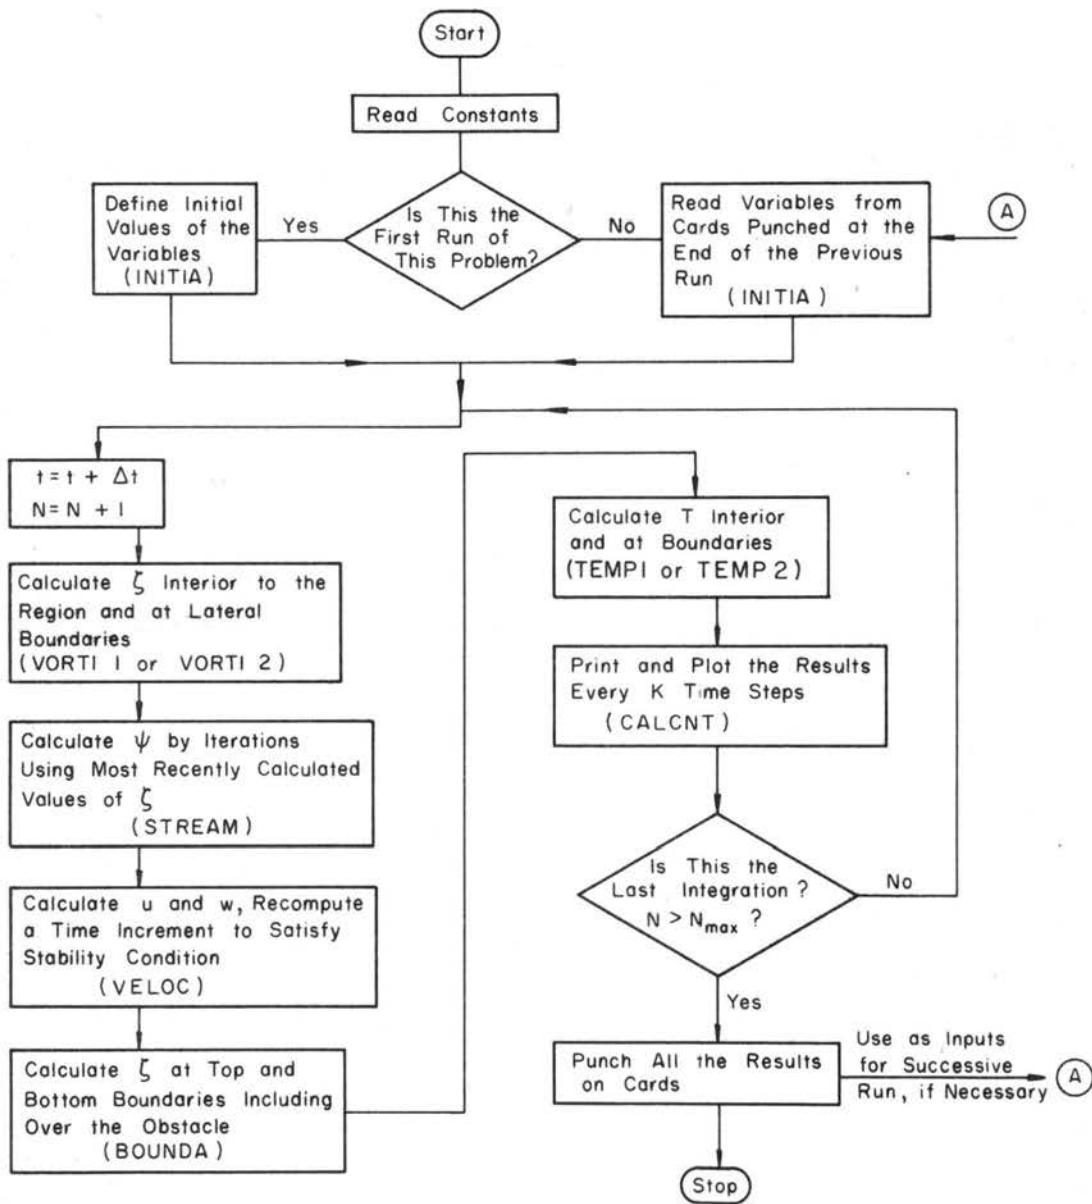 Start
Read Constants
Is This the
First Run of
This Problem?
Yes
No
Define Initial
Values of the
Variables
(INITIA)
Read Variables from
Cards Punched at the
End of the Previous
Run
(INITIA)
A
t = t + Δt
N = N + 1
Calculate ζ Interior to the
Region and at Lateral
Boundaries
(VORTI 1 or VORTI 2)
Calculate ψ by Iterations
Using Most Recently Calculated
Values of ζ
(STREAM)
Calculate u and w, Recompute
a Time Increment to Satisfy
Stability Condition
(VELOC)
Calculate ζ at Top and
Bottom Boundaries Including
Over the Obstacle
(BOUNDA)
Calculate T Interior
and at Boundaries
(TEMP1 or TEMP 2)
Print and Plot the Results
Every K Time Steps
(CALCNT)
Is This the
Last Integration ?
N > Nmax ?
No
Yes
Punch All the Results
on Cards
Use as Inputs
for Successive
Run, if Necessary
A
Stop